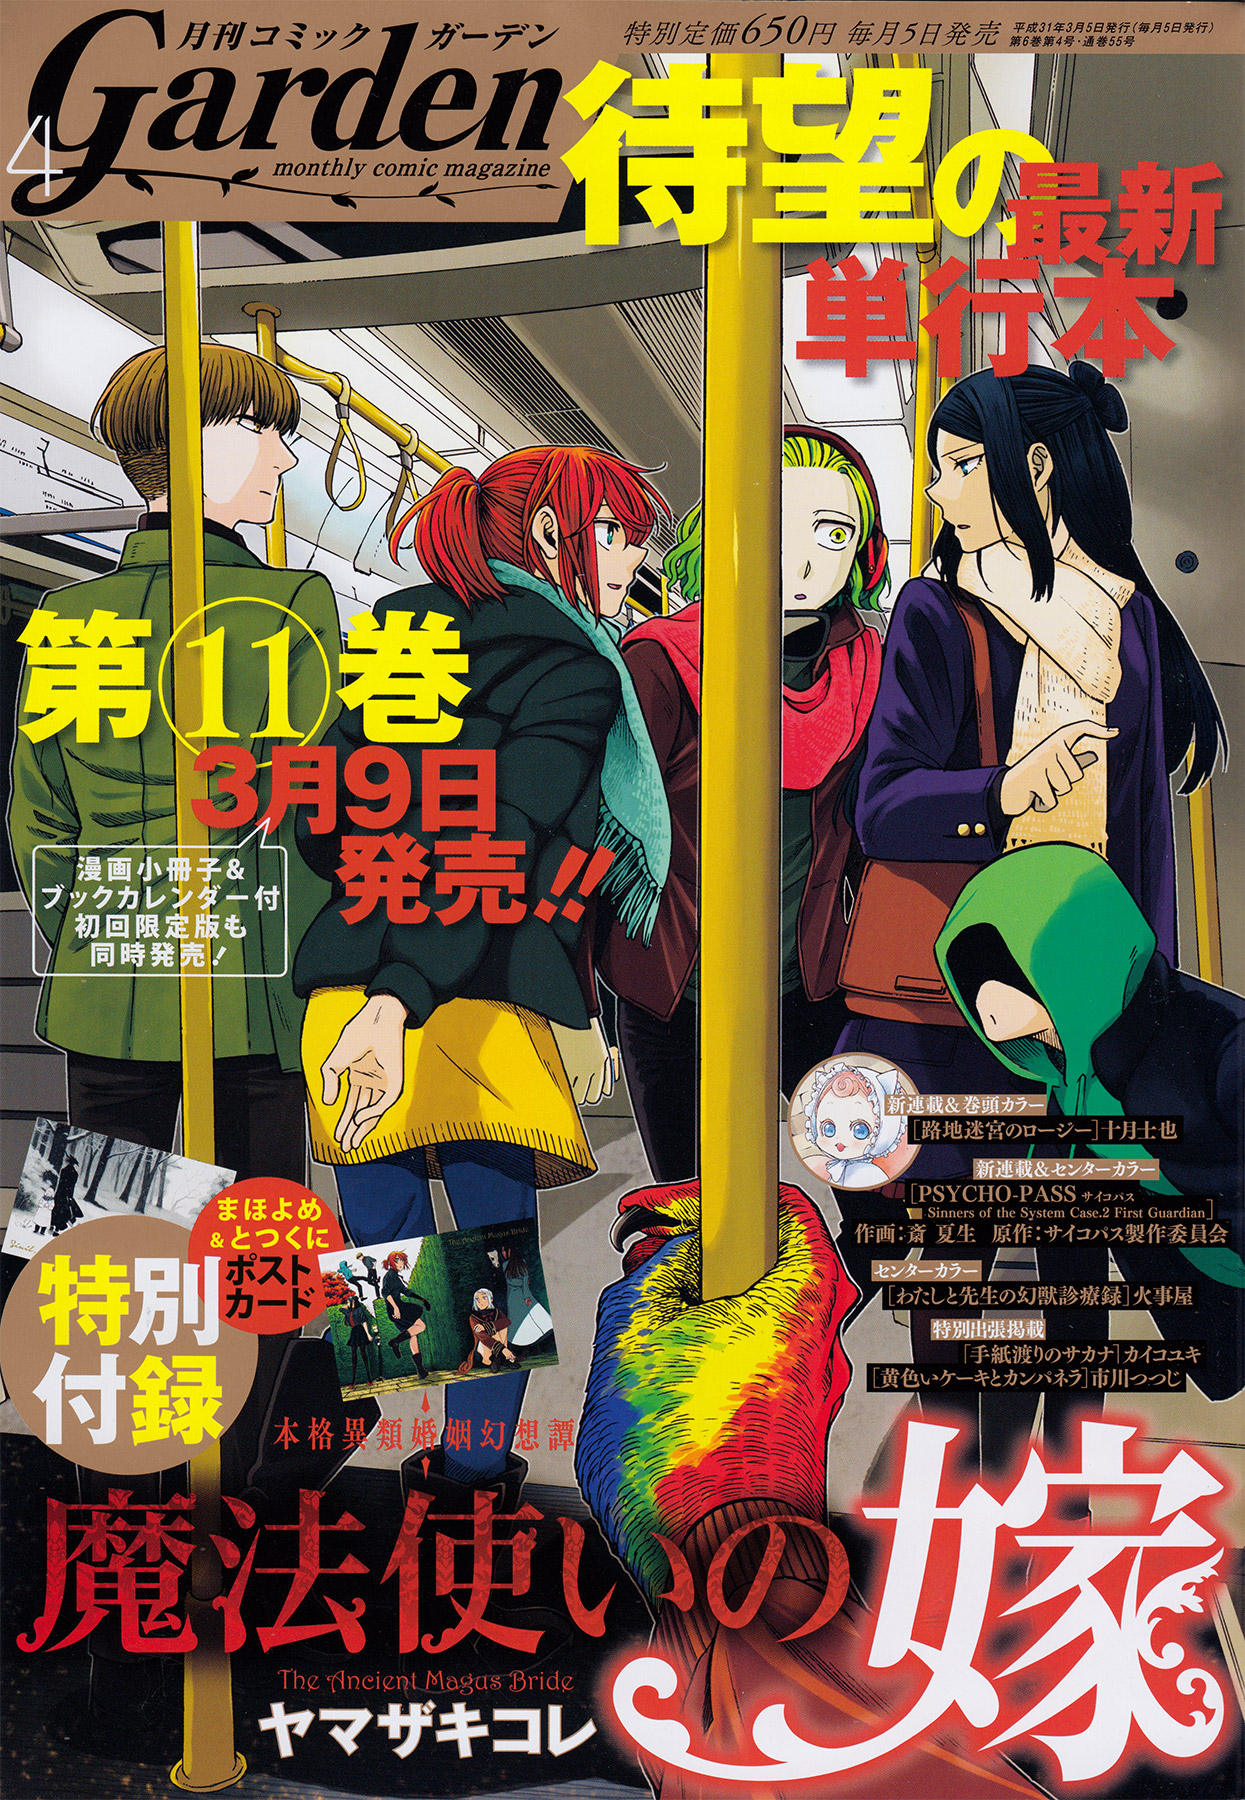 月刊コミック ガーデン
Garden
monthly comic magazine
4
特別定価650円 毎月5日発売
平成31年3月5日発行(毎月5日発行)
第6巻第4号・通巻55号
待望の
最新
単行本
第⑪巻
3月9日
発売!!
漫画小冊子&
ブックカレンダー付
初回限定版も
同時発売!
新連載&巻頭カラー
[路地迷宮のロージー]十月士也
新連載&センターカラー
[PSYCHO-PASS サイコパス
Sinners of the System Case.2 First Guardian]
作画:斎 夏生 原作:サイコパス製作委員会
センターカラー
[わたしと先生の幻獣診療録]火事屋
特別出張掲載
[手紙渡りのサカナ]カイコユキ
[黄色いケーキとカンパネラ]市川つつじ
まほよめ
&とつくに
ポスト
カード
特別
付録
The Ancient Magus Bride
本格異類婚姻幻想譚
魔法使いの嫁
The Ancient Magus Bride
ヤマザキコレ